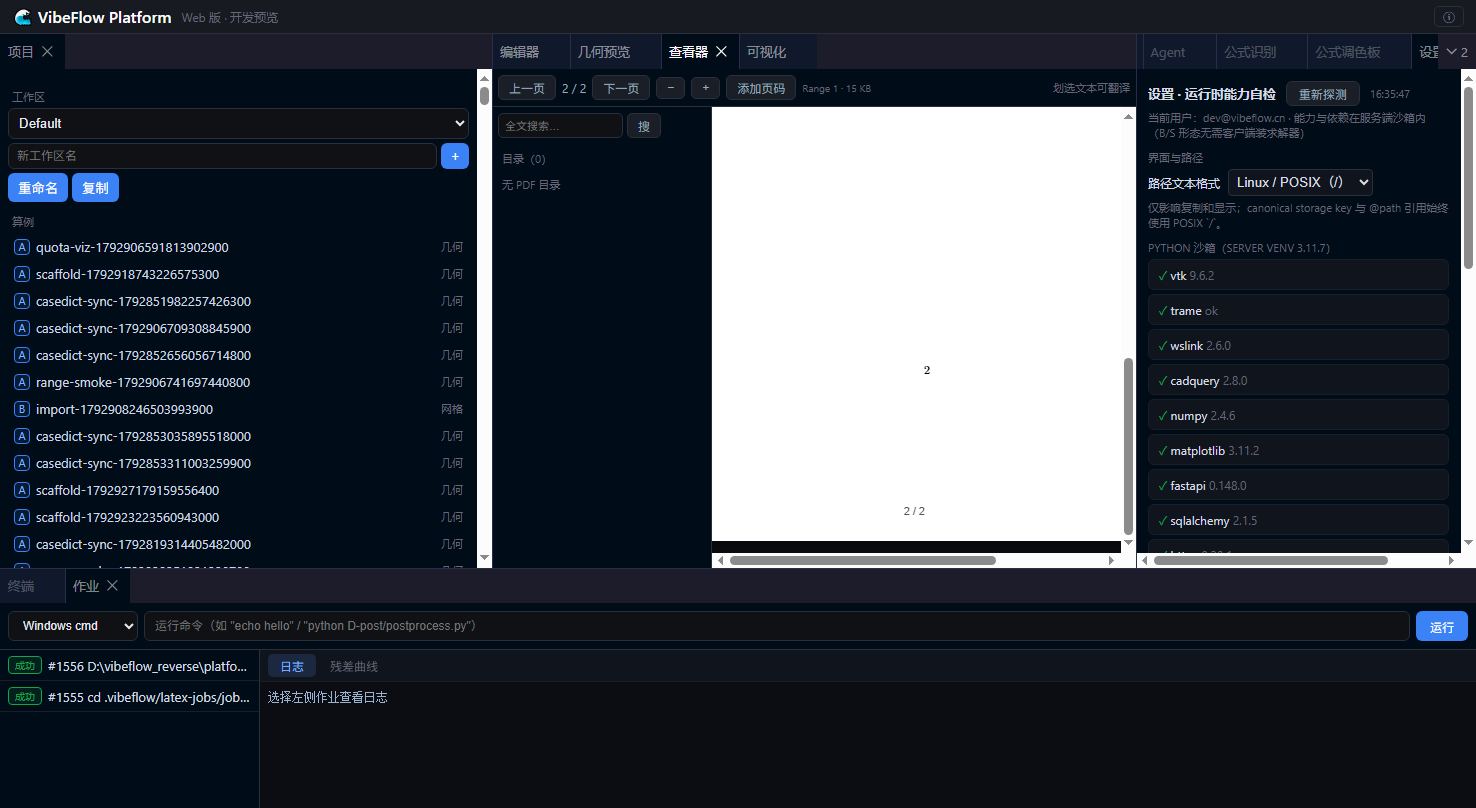 VibeFlow Platform Web 版 · 开发预览
项目
工作区
Default
新工作区名
+
重命名 复制
算例
A quota-viz-1792906591813902900 几何
A scaffold-1792918743226575300 几何
A casedict-sync-1792851982257426300 几何
A casedict-sync-1792906709308845900 几何
A casedict-sync-1792852656056714800 几何
A range-smoke-1792906741697440800 几何
B import-1792908246503993900 网格
A casedict-sync-1792853035895518000 几何
A casedict-sync-1792853311003259900 几何
A scaffold-1792927179159556400 几何
A scaffold-1792923223560943000 几何
A casedict-sync-1792819314405482000 几何
编辑器 几何预览 查看器 可视化
上一页 2 / 2 下一页 − + 添加页码 Range 1 · 15 KB 划选文本可翻译
全文搜索... 搜
目录（0）
无 PDF 目录
2
2 / 2
Agent 公式识别 公式调色板 设置 2
设置 · 运行时能力自检 重新探测 16:35:47
当前用户：dev@vibeflow.cn · 能力与依赖在服务端沙箱内
（B/S 形态无需客户端装求解器）
界面与路径
路径文本格式 Linux / POSIX（/）
仅影响复制和显示；canonical storage key 与 @path 引用始终
使用 POSIX `/`。
PYTHON 沙箱（SERVER VENV 3.11.7）
✓ vtk 9.6.2
✓ trame ok
✓ wslink 2.6.0
✓ cadquery 2.8.0
✓ numpy 2.4.6
✓ matplotlib 3.11.2
✓ fastapi 0.148.0
✓ sqlalchemy 2.1.5
终端 作业
Windows cmd 运行命令（如 "echo hello" / "python D-post/postprocess.py"） 运行
成功 #1556 D:\vibeflow_reverse\platfo...
成功 #1555 cd .vibeflow/latex-jobs/job...
日志 残差曲线
选择左侧作业查看日志